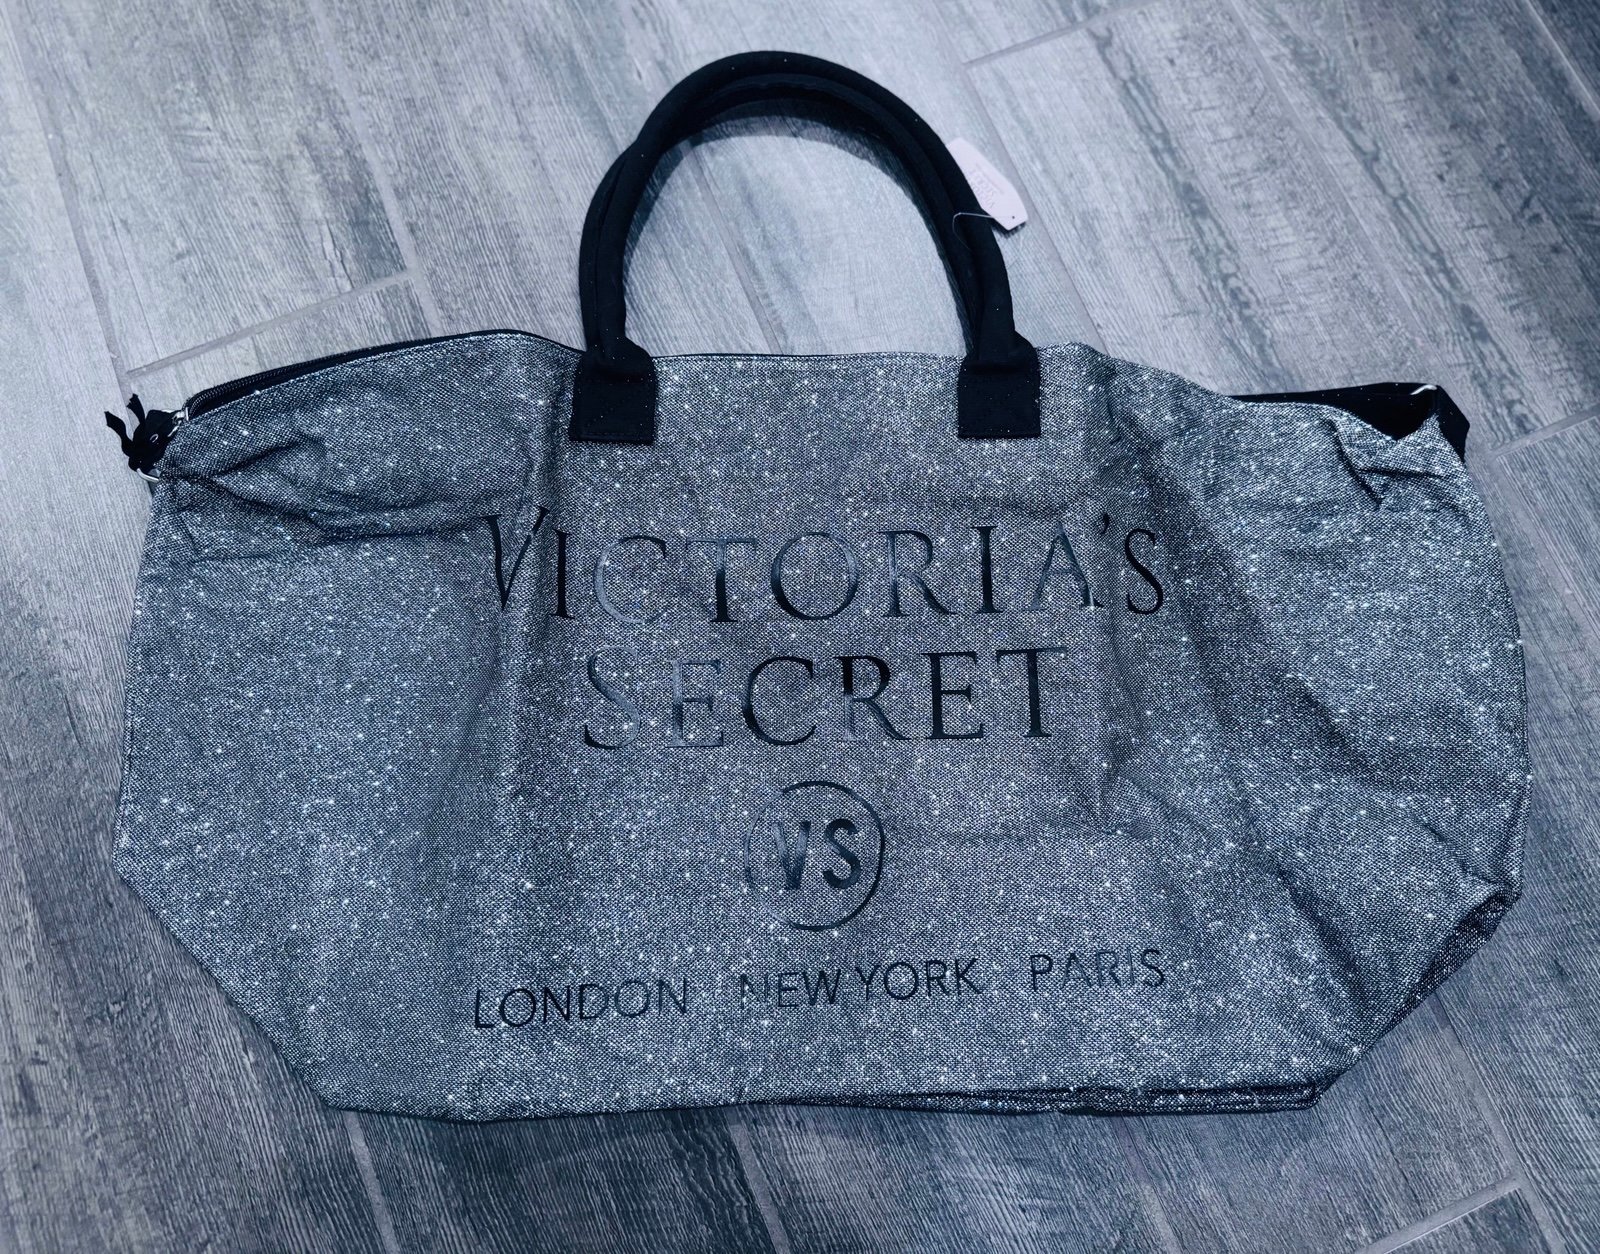 VICTORIA'S
SECRET
VS
LONDON NEW YORK PARIS